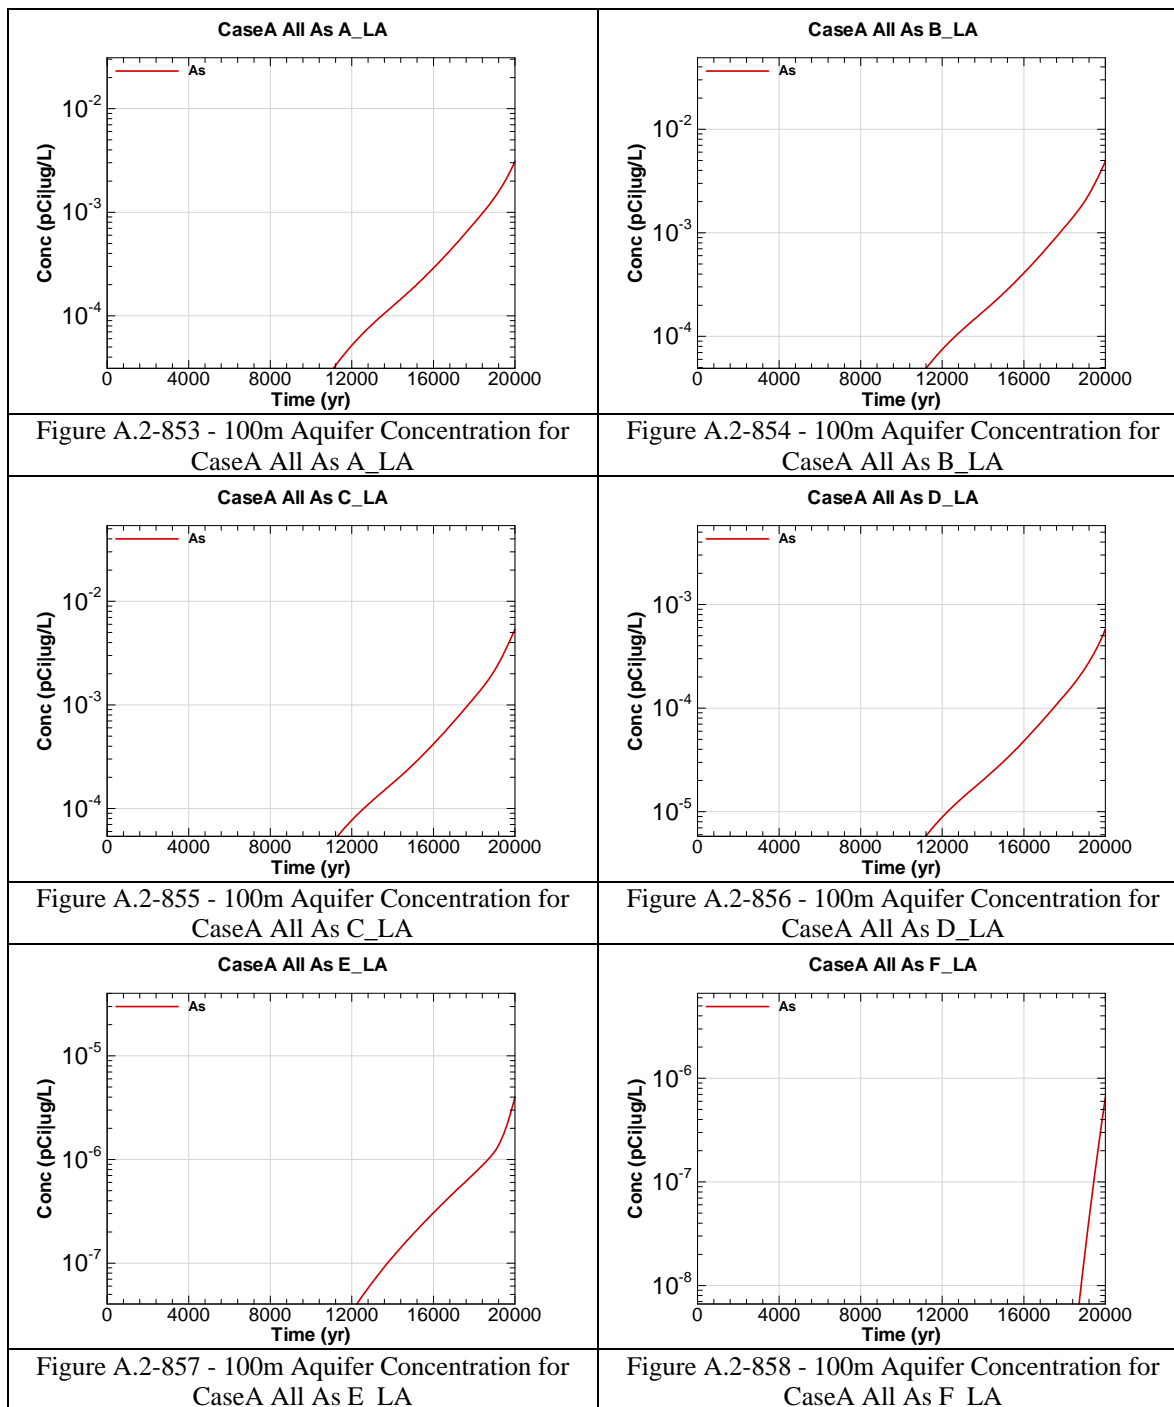 CaseA All As A_LA
As
Conc (pCi|ug/L)
10-2
10-3
10-4
0 4000 8000 12000 16000 20000
Time (yr)
Figure A.2-853 - 100m Aquifer Concentration for
CaseA All As A_LA
CaseA All As B_LA
As
Conc (pCi|ug/L)
10-2
10-3
10-4
0 4000 8000 12000 16000 20000
Time (yr)
Figure A.2-854 - 100m Aquifer Concentration for
CaseA All As B_LA
CaseA All As C_LA
As
Conc (pCi|ug/L)
10-2
10-3
10-4
0 4000 8000 12000 16000 20000
Time (yr)
Figure A.2-855 - 100m Aquifer Concentration for
CaseA All As C_LA
CaseA All As D_LA
As
Conc (pCi|ug/L)
10-3
10-4
10-5
0 4000 8000 12000 16000 20000
Time (yr)
Figure A.2-856 - 100m Aquifer Concentration for
CaseA All As D_LA
CaseA All As E_LA
As
Conc (pCi|ug/L)
10-5
10-6
10-7
0 4000 8000 12000 16000 20000
Time (yr)
Figure A.2-857 - 100m Aquifer Concentration for
CaseA All As E_LA
CaseA All As F_LA
As
Conc (pCi|ug/L)
10-6
10-7
10-8
0 4000 8000 12000 16000 20000
Time (yr)
Figure A.2-858 - 100m Aquifer Concentration for
CaseA All As F_LA